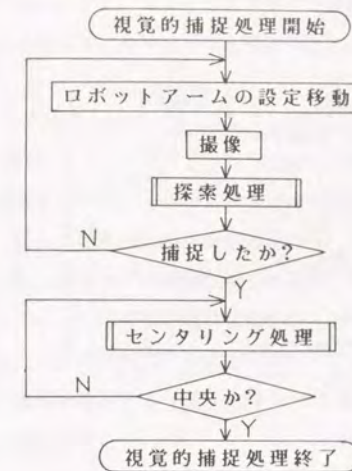 視覚的捕捉処理開始
ロボットアームの設定移動
撮像
探索処理
N
捕捉したか?
Y
センタリング処理
N
中央か?
Y
視覚的捕捉処理終了